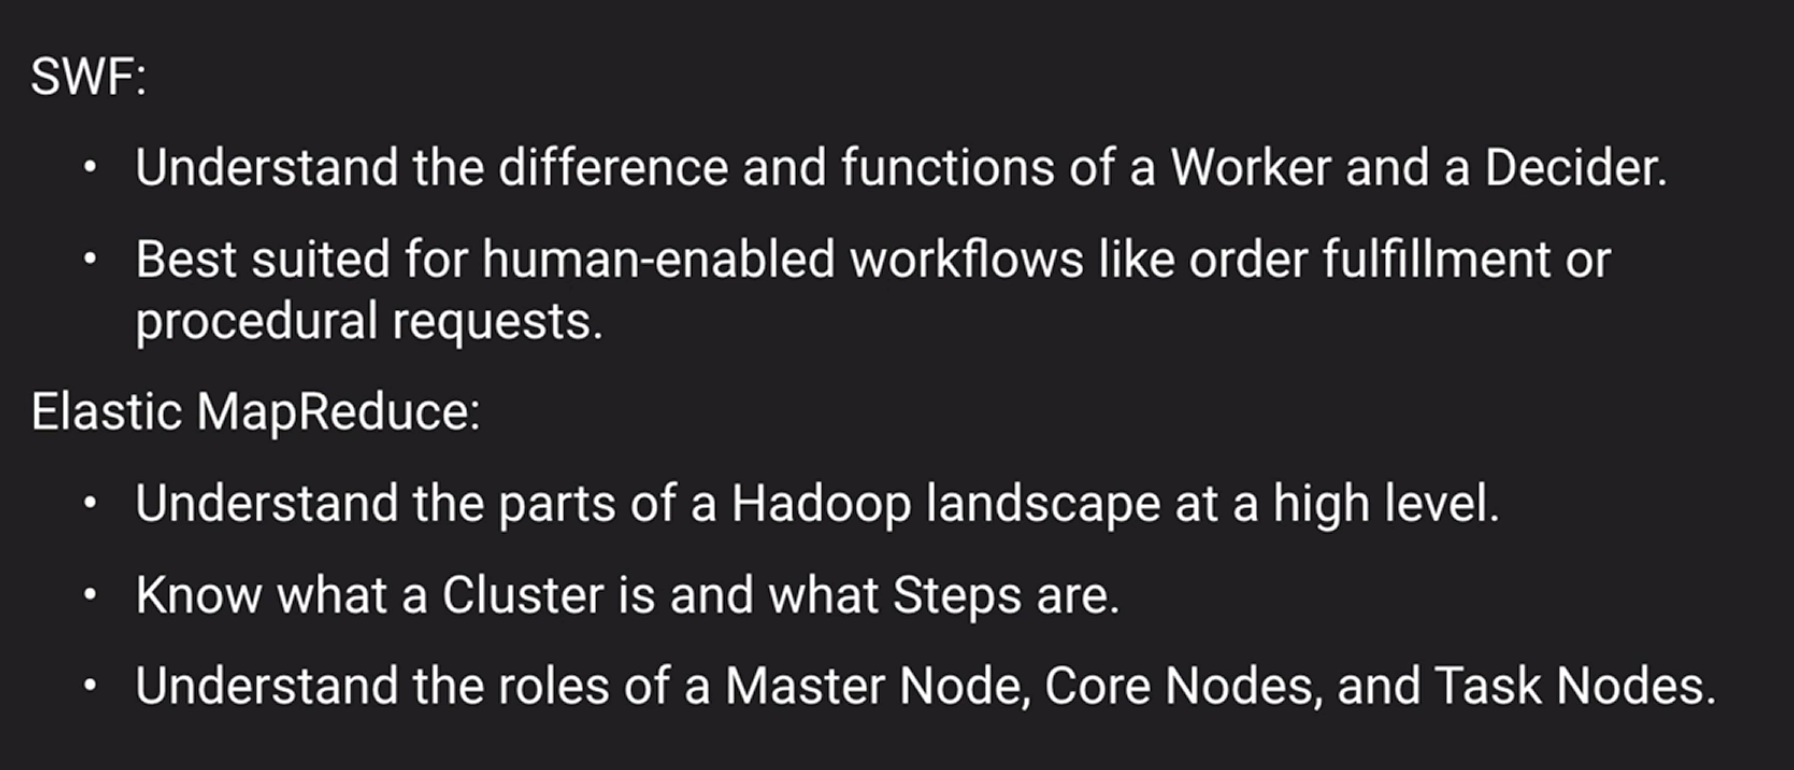 SWF:
• Understand the difference and functions of a Worker and a Decider.
• Best suited for human-enabled workflows like order fulfillment or
procedural requests.
Elastic MapReduce:
• Understand the parts of a Hadoop landscape at a high level.
• Know what a Cluster is and what Steps are.
• Understand the roles of a Master Node, Core Nodes, and Task Nodes.